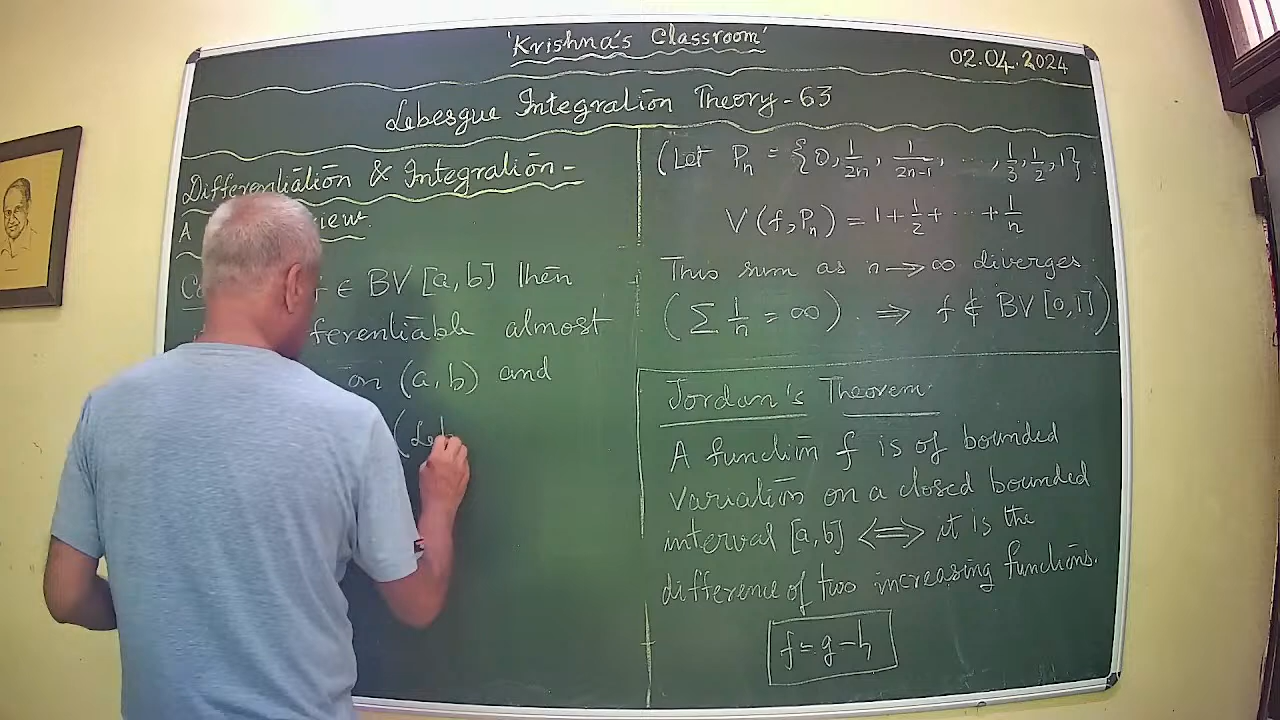 'Krishna's Classroom'
02.04.2024
Lebesgue Integration Theory - 63
Differentiation & Integration -
A
∈ BV [a, b] then
almost
on (a, b) and
(Leb
(Let Pₙ = {0, 1/2n, 1/2n-1, ..., 1/3, 1/2, 1}
V(f, Pₙ) = 1 + 1/2 + ... + 1/n
This sum as n → ∞ diverges.
(∑ 1/n = ∞). ⇒ f ∉ BV [0,1])
Jordan's Theorem.
A function f is of bounded
variation on a closed bounded
interval [a, b] ⟺ it is the
difference of two increasing functions.
f = g - h